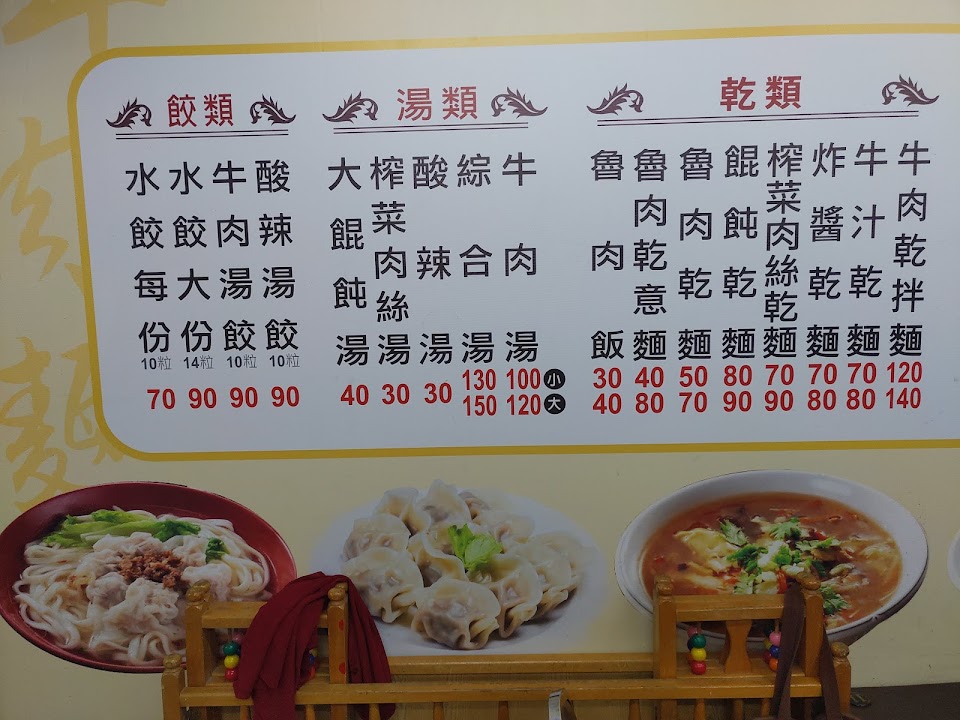 餃類
水餃每份
10粒
70
水餃大份
14粒
90
牛肉湯餃
10粒
90
酸辣湯餃
10粒
90
湯類
大餛飩湯
40
榨菜肉絲湯
30
酸辣湯
30
綜合湯
130
150
牛肉湯
100 小
120 大
乾類
魯肉飯
30
40
魯肉乾意麵
40
80
魯肉乾麵
50
70
餛飩乾麵
80
90
榨菜肉絲乾麵
70
90
炸醬乾麵
70
80
牛汁乾麵
70
80
牛肉乾拌麵
120
140